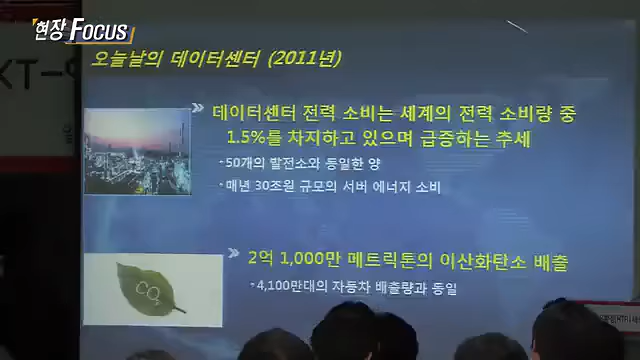 현장 FOCUS
오늘날의 데이터센터 (2011년)
데이터센터 전력 소비는 세계의 전력 소비량 중
1.5%를 차지하고 있으며 급증하는 추세
- 50개의 발전소와 동일한 양
- 매년 30조원 규모의 서버 에너지 소비
CO2
2억 1,000만 메트릭톤의 이산화탄소 배출
- 4,100만대의 자동차 배출량과 동일